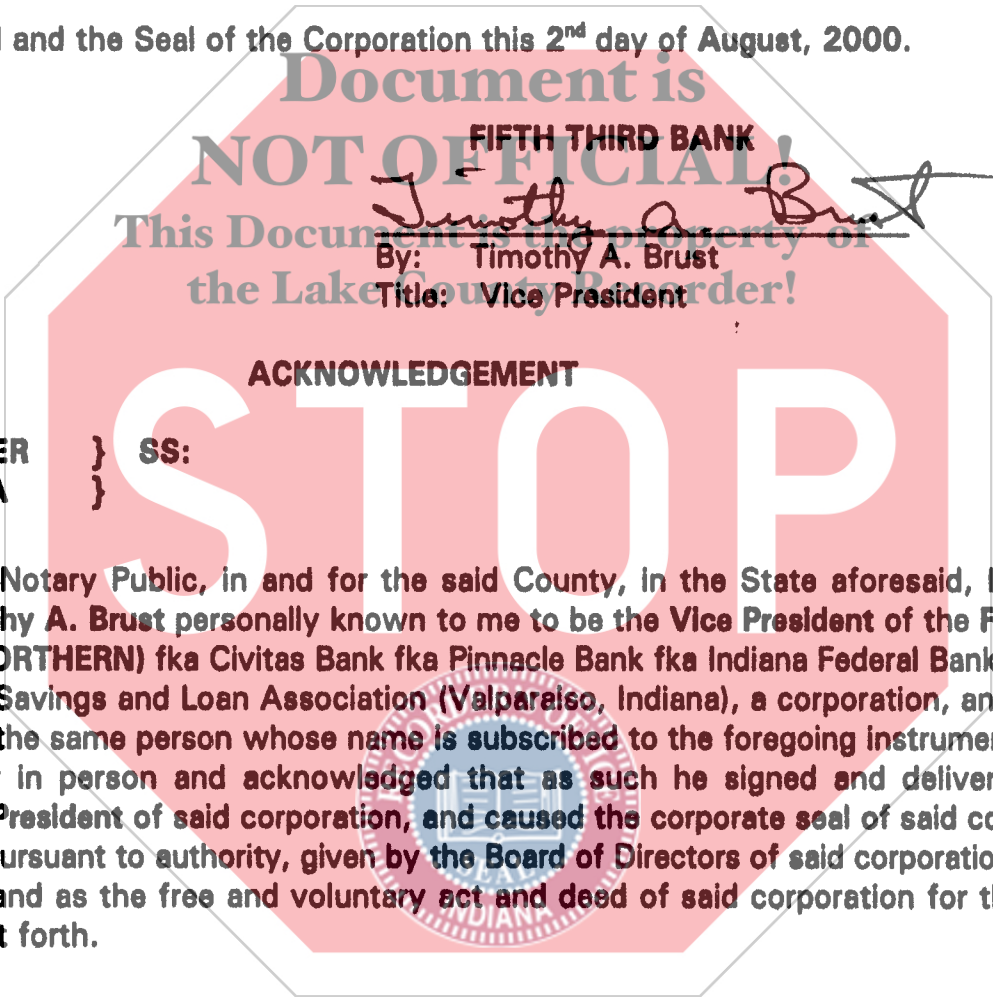 and the Seal of the Corporation this 2nd day of August, 2000.
Document is
NOT OFFICIAL!
This Document is the property of
the Lake County Recorder!
FIFTH THIRD BANK
Timothy A. Brust
By: Timothy A. Brust
Title: Vice President
ACKNOWLEDGEMENT
STOP
ER } SS:
A }
Notary Public, in and for the said County, in the State aforesaid,
hy A. Brust personally known to me to be the Vice President of the F
ORTHERN) fka Civitas Bank fka Pinnacle Bank fka Indiana Federal Bank
Savings and Loan Association (Valparaiso, Indiana), a corporation, an
the same person whose name is subscribed to the foregoing instrume
in person and acknowledged that as such he signed and deliver
President of said corporation, and caused the corporate seal of said co
ursuant to authority, given by the Board of Directors of said corporatio
and as the free and voluntary act and deed of said corporation for th
t forth.
SEAL
INDIANA